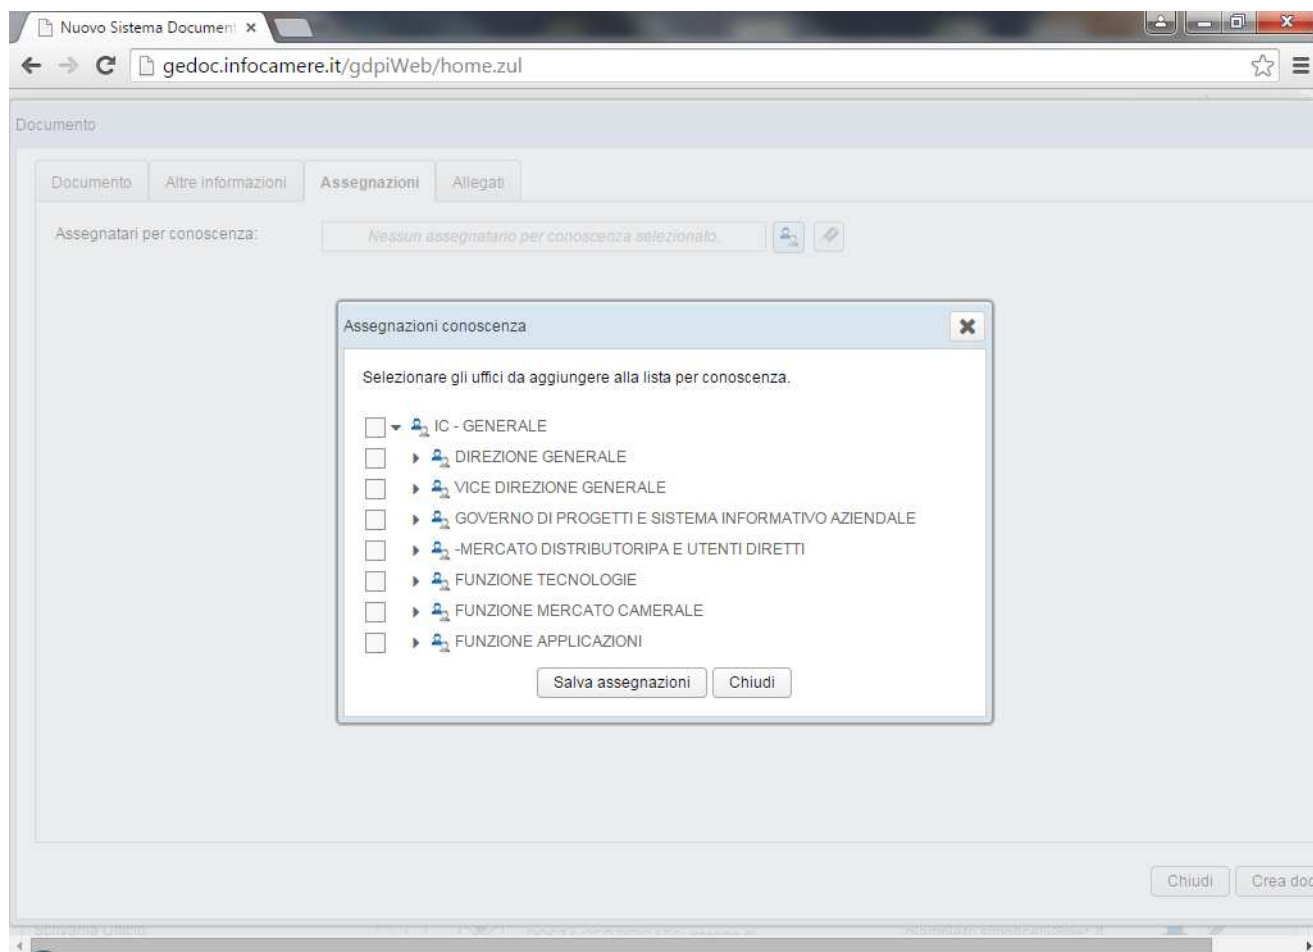 Nuovo Sistema Document
gedoc.infocamere.it/gdpiWeb/home.zul
Documento
Documento Altre informazioni Assegnazioni Allegati
Assegnatari per conoscenza: Nessun assegnatario per conoscenza selezionato.
Assegnazioni conoscenza
Selezionare gli uffici da aggiungere alla lista per conoscenza.
IC - GENERALE
DIREZIONE GENERALE
VICE DIREZIONE GENERALE
GOVERNO DI PROGETTI E SISTEMA INFORMATIVO AZIENDALE
-MERCATO DISTRIBUTORIPA E UTENTI DIRETTI
FUNZIONE TECNOLOGIE
FUNZIONE MERCATO CAMERALE
FUNZIONE APPLICAZIONI
Salva assegnazioni Chiudi
Chiudi Crea doc